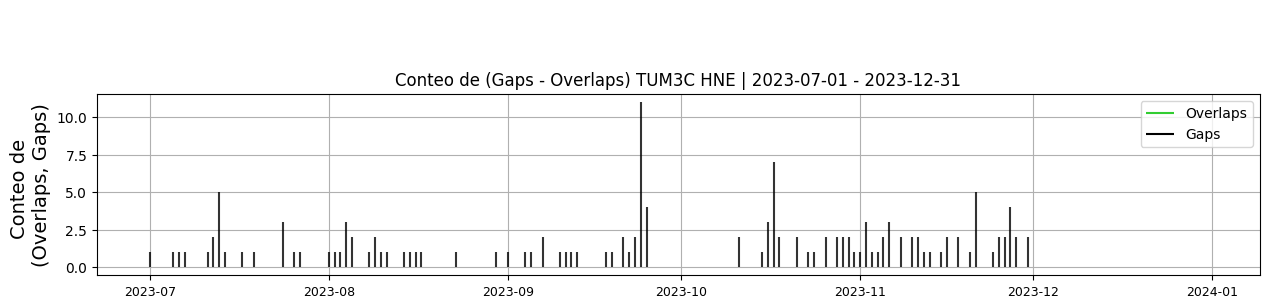 Conteo de (Gaps - Overlaps) TUM3C HNE | 2023-07-01 - 2023-12-31
Conteo de
(Overlaps, Gaps)
10.0
7.5
5.0
2.5
0.0
Overlaps
Gaps
2023-07 2023-08 2023-09 2023-10 2023-11 2023-12 2024-01